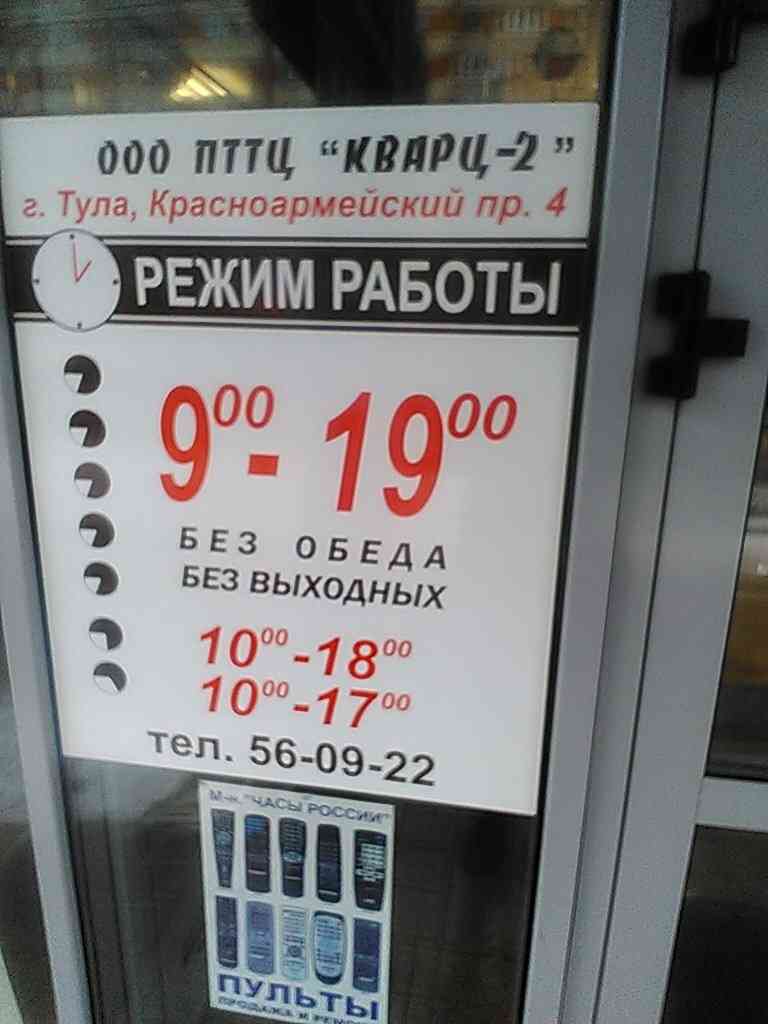 ООО ПТТЦ "КВАРЦ-2"
г. Тула, Красноармейский пр. 4
РЕЖИМ РАБОТЫ
900 - 1900
БЕЗ ОБЕДА
БЕЗ ВЫХОДНЫХ
1000-1800
1000-1700
тел. 56-09-22
М-н "ЧАСЫ РОССИИ"
ПУЛЬТЫ
ПРОДАЖА И